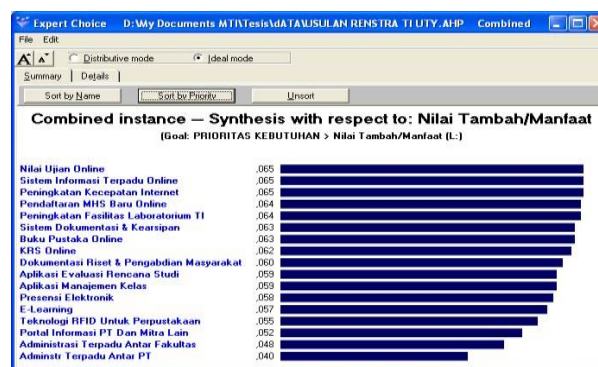 Expert Choice D:\My Documents MTI\Tesis\dATA\USULAN RENSTRA TI UTY.AHP Combined
File Edit
A A Distributive mode Ideal mode
Summary Details
Sort by Name Sort by Priority Unsort
Combined instance -- Synthesis with respect to: Nilai Tambah/Manfaat
(Goal: PRIORITAS KEBUTUHAN > Nilai Tambah/Manfaat (L:)
Nilai Ujian Online ,065
Sistem Informasi Terpadu Online ,065
Peningkatan Kecepatan Internet ,065
Pendaftaran MHS Baru Online ,064
Peningkatan Fasilitas Laboratorium TI ,064
Sistem Dokumentasi & Kearsipan ,063
Buku Pustaka Online ,063
KRS Online ,062
Dokumentasi Riset & Pengabdian Masyarakat ,060
Aplikasi Evaluasi Rencana Studi ,059
Aplikasi Manajemen Kelas ,059
Presensi Elektronik ,058
E-Learning ,057
Teknologi RFID Untuk Perpustakaan ,055
Portal Informasi PT Dan Mitra Lain ,052
Administrasi Terpadu Antar Fakultas ,048
Adminstr Terpadu Antar PT ,040